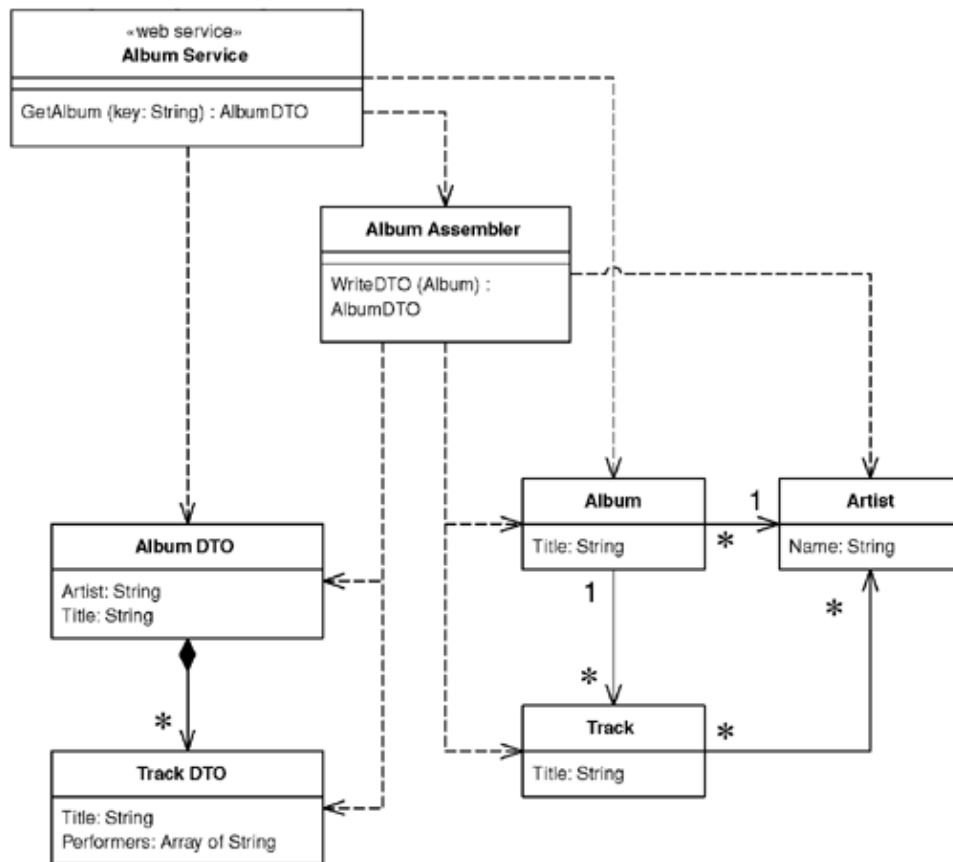 «web service»
Album Service
GetAlbum (key: String) : AlbumDTO
Album Assembler
WriteDTO (Album) :
AlbumDTO
Album
Title: String
1
*
Artist
Name: String
Album DTO
Artist: String
Title: String
1
*
*
*
*
Track
Title: String
Track DTO
Title: String
Performers: Array of String